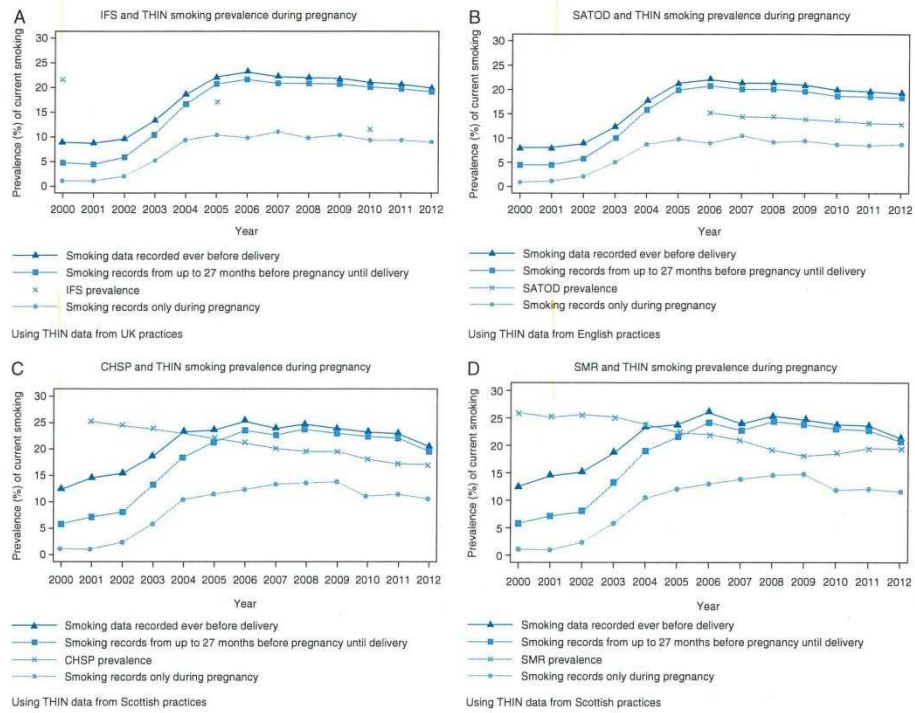 A
IFS and THIN smoking prevalence during pregnancy
Prevalence (%) of current smoking
30
25
20
15
10
5
0
2000 2001 2002 2003 2004 2005 2006 2007 2008 2009 2010 2011 2012
Year
Smoking data recorded ever before delivery
Smoking records from up to 27 months before pregnancy until delivery
IFS prevalence
Smoking records only during pregnancy
Using THIN data from UK practices
B
SATOD and THIN smoking prevalence during pregnancy
Prevalence (%) of current smoking
30
25
20
15
10
5
0
2000 2001 2002 2003 2004 2005 2006 2007 2008 2009 2010 2011 2012
Year
Smoking data recorded ever before delivery
Smoking records from up to 27 months before pregnancy until delivery
SATOD prevalence
Smoking records only during pregnancy
Using THIN data from English practices
C
CHSP and THIN smoking prevalence during pregnancy
Prevalence (%) of current smoking
30
25
20
15
10
5
0
2000 2001 2002 2003 2004 2005 2006 2007 2008 2009 2010 2011 2012
Year
Smoking data recorded ever before delivery
Smoking records from up to 27 months before pregnancy until delivery
CHSP prevalence
Smoking records only during pregnancy
Using THIN data from Scottish practices
D
SMR and THIN smoking prevalence during pregnancy
Prevalence (%) of current smoking
30
25
20
15
10
5
0
2000 2001 2002 2003 2004 2005 2006 2007 2008 2009 2010 2011 2012
Year
Smoking data recorded ever before delivery
Smoking records from up to 27 months before pregnancy until delivery
SMR prevalence
Smoking records only during pregnancy
Using THIN data from Scottish practices